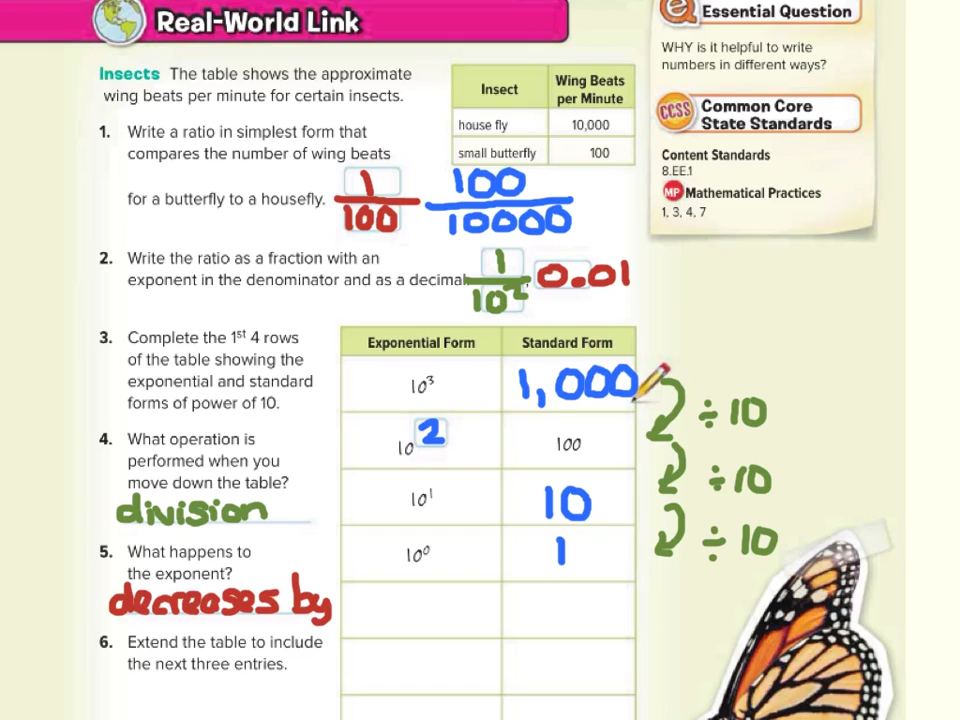 Real-World Link
e Essential Question
WHY is it helpful to write
numbers in different ways?
CCSS Common Core
State Standards
Content Standards
8.EE.1
MP Mathematical Practices
1, 3, 4, 7
Insects The table shows the approximate
wing beats per minute for certain insects.
Insect Wing Beats per Minute
house fly 10,000
small butterfly 100
1. Write a ratio in simplest form that
compares the number of wing beats
for a butterfly to a housefly. 1/100 100/10000
2. Write the ratio as a fraction with an
exponent in the denominator and as a decimal. 1/10² , 0.01
3. Complete the 1st 4 rows
of the table showing the
exponential and standard
forms of power of 10.
4. What operation is
performed when you
move down the table?
division
5. What happens to
the exponent?
decreases by
6. Extend the table to include
the next three entries.
Exponential Form Standard Form
10³ 1,000
10² 100
10¹ 10
10⁰ 1
÷ 10
÷ 10
÷ 10